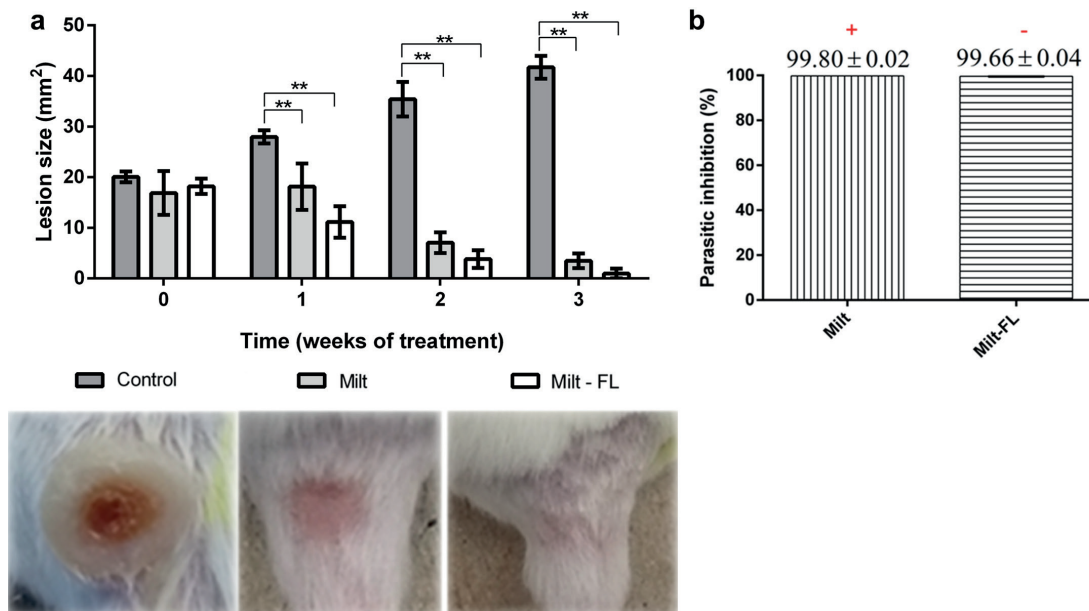 a
50
40
30
20
10
0
Lesion size (mm²)
**
**
**
**
**
**
0 1 2 3
Time (weeks of treatment)
Control Milt Milt - FL
b
+ -
99.80±0.02 99.66±0.04
100
80
60
40
20
0
Parasitic inhibition (%)
Milt Milt-FL